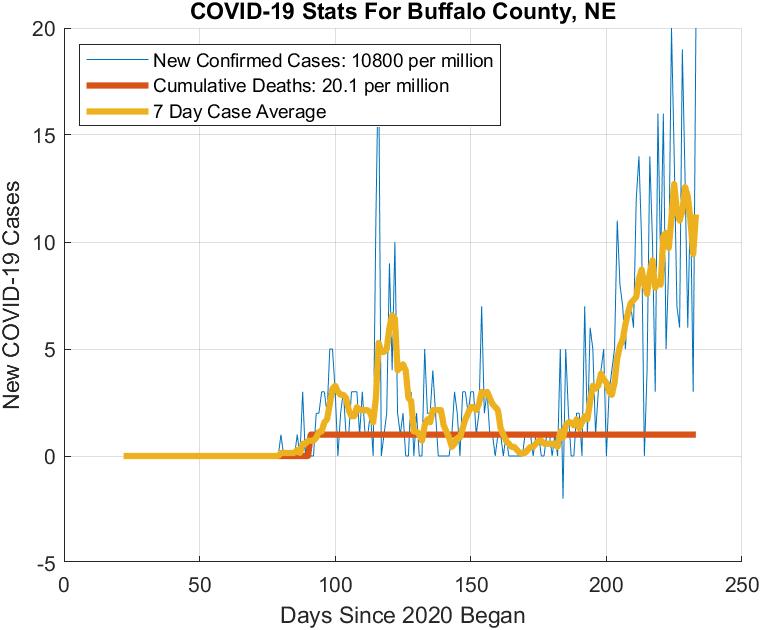 COVID-19 Stats For Buffalo County, NE
New Confirmed Cases: 10800 per million
Cumulative Deaths: 20.1 per million
7 Day Case Average
New COVID-19 Cases
20
15
10
5
0
-5
0 50 100 150 200 250
Days Since 2020 Began